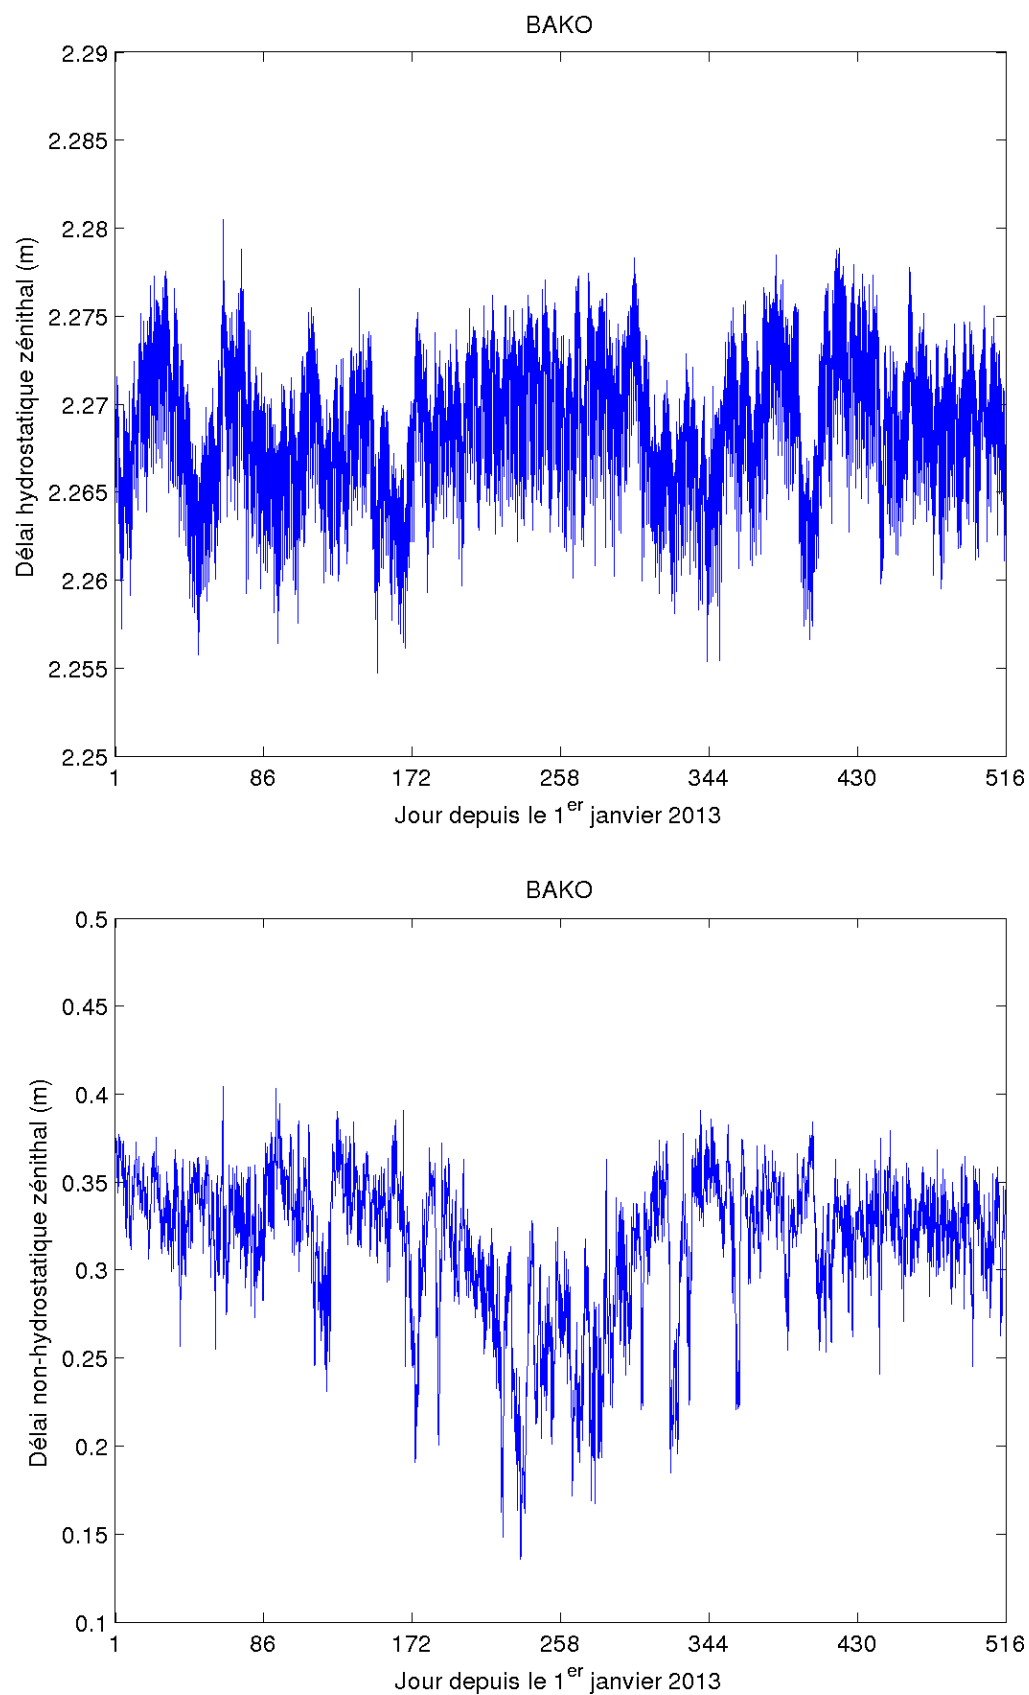 BAKO
2.29
2.285
2.28
2.275
2.27
2.265
2.26
2.255
2.25
Délai hydrostatique zénithal (m)
1 86 172 258 344 430 516
Jour depuis le 1er janvier 2013
BAKO
0.5
0.45
0.4
0.35
0.3
0.25
0.2
0.15
0.1
Délai non-hydrostatique zénithal (m)
1 86 172 258 344 430 516
Jour depuis le 1er janvier 2013